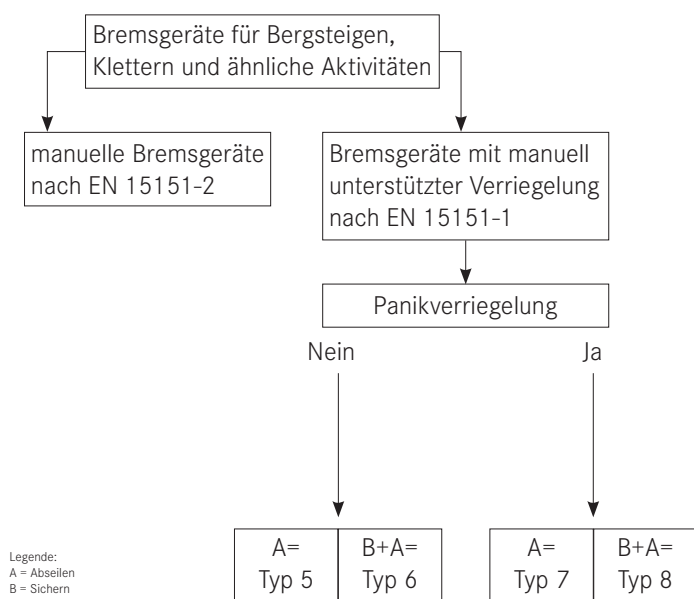 Bremsgeräte für Bergsteigen,
Klettern und ähnliche Aktivitäten
manuelle Bremsgeräte
nach EN 15151-2
Bremsgeräte mit manuell
unterstützter Verriegelung
nach EN 15151-1
Panikverriegelung
Nein
Ja
A=
Typ 5
B+A=
Typ 6
A=
Typ 7
B+A=
Typ 8
Legende:
A = Abseilen
B = Sichern